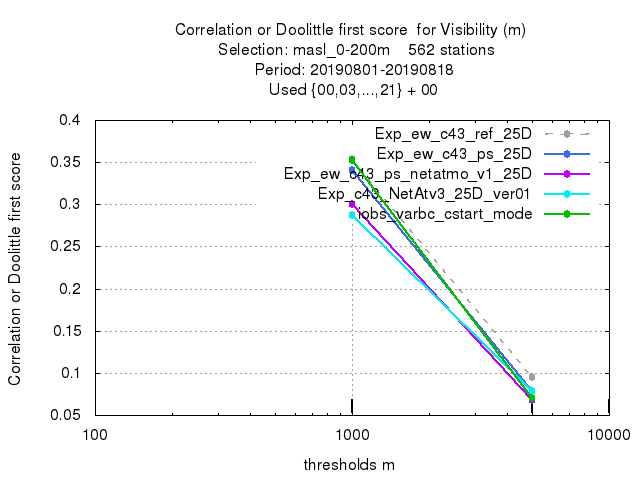 Correlation or Doolittle first score  for Visibility (m)
Selection: masl_0-200m    562 stations
Period: 20190801-20190818
Used {00,03,...,21} + 00
Correlation or Doolittle first score
0.4
0.35
0.3
0.25
0.2
0.15
0.1
0.05
Exp_ew_c43_ref_25D
Exp_ew_c43_ps_25D
Exp_ew_c43_ps_netatmo_v1_25D
Exp_c43_NetAtv3_25D_ver01
iobs_varbc_cstart_mode
100
1000
10000
thresholds m